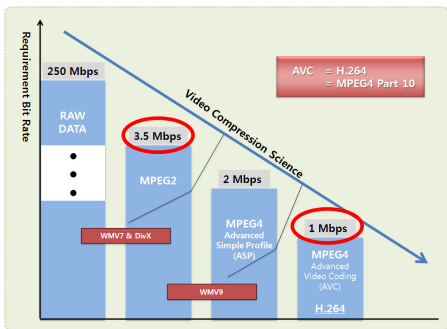 Requirement Bit Rate
250 Mbps
RAW
DATA
3.5 Mbps
MPEG2
WMV7 & DivX
Video Compression Science
2 Mbps
MPEG4
Advanced
Simple Profile
(ASP)
WMV9
1 Mbps
MPEG4
Advanced
Video Coding
(AVC)
H.264
AVC = H.264
= MPEG4 Part 10